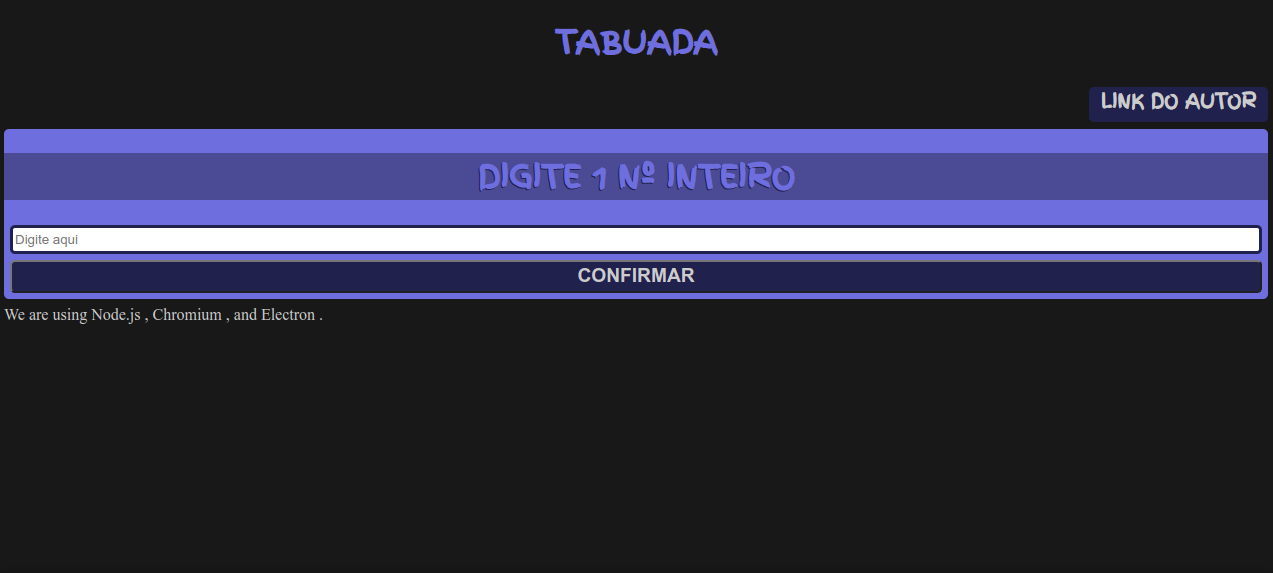 TABUADA
LINK DO AUTOR
DIGITE 1 Nº INTEIRO
Digite aqui
CONFIRMAR
We are using Node.js , Chromium , and Electron .